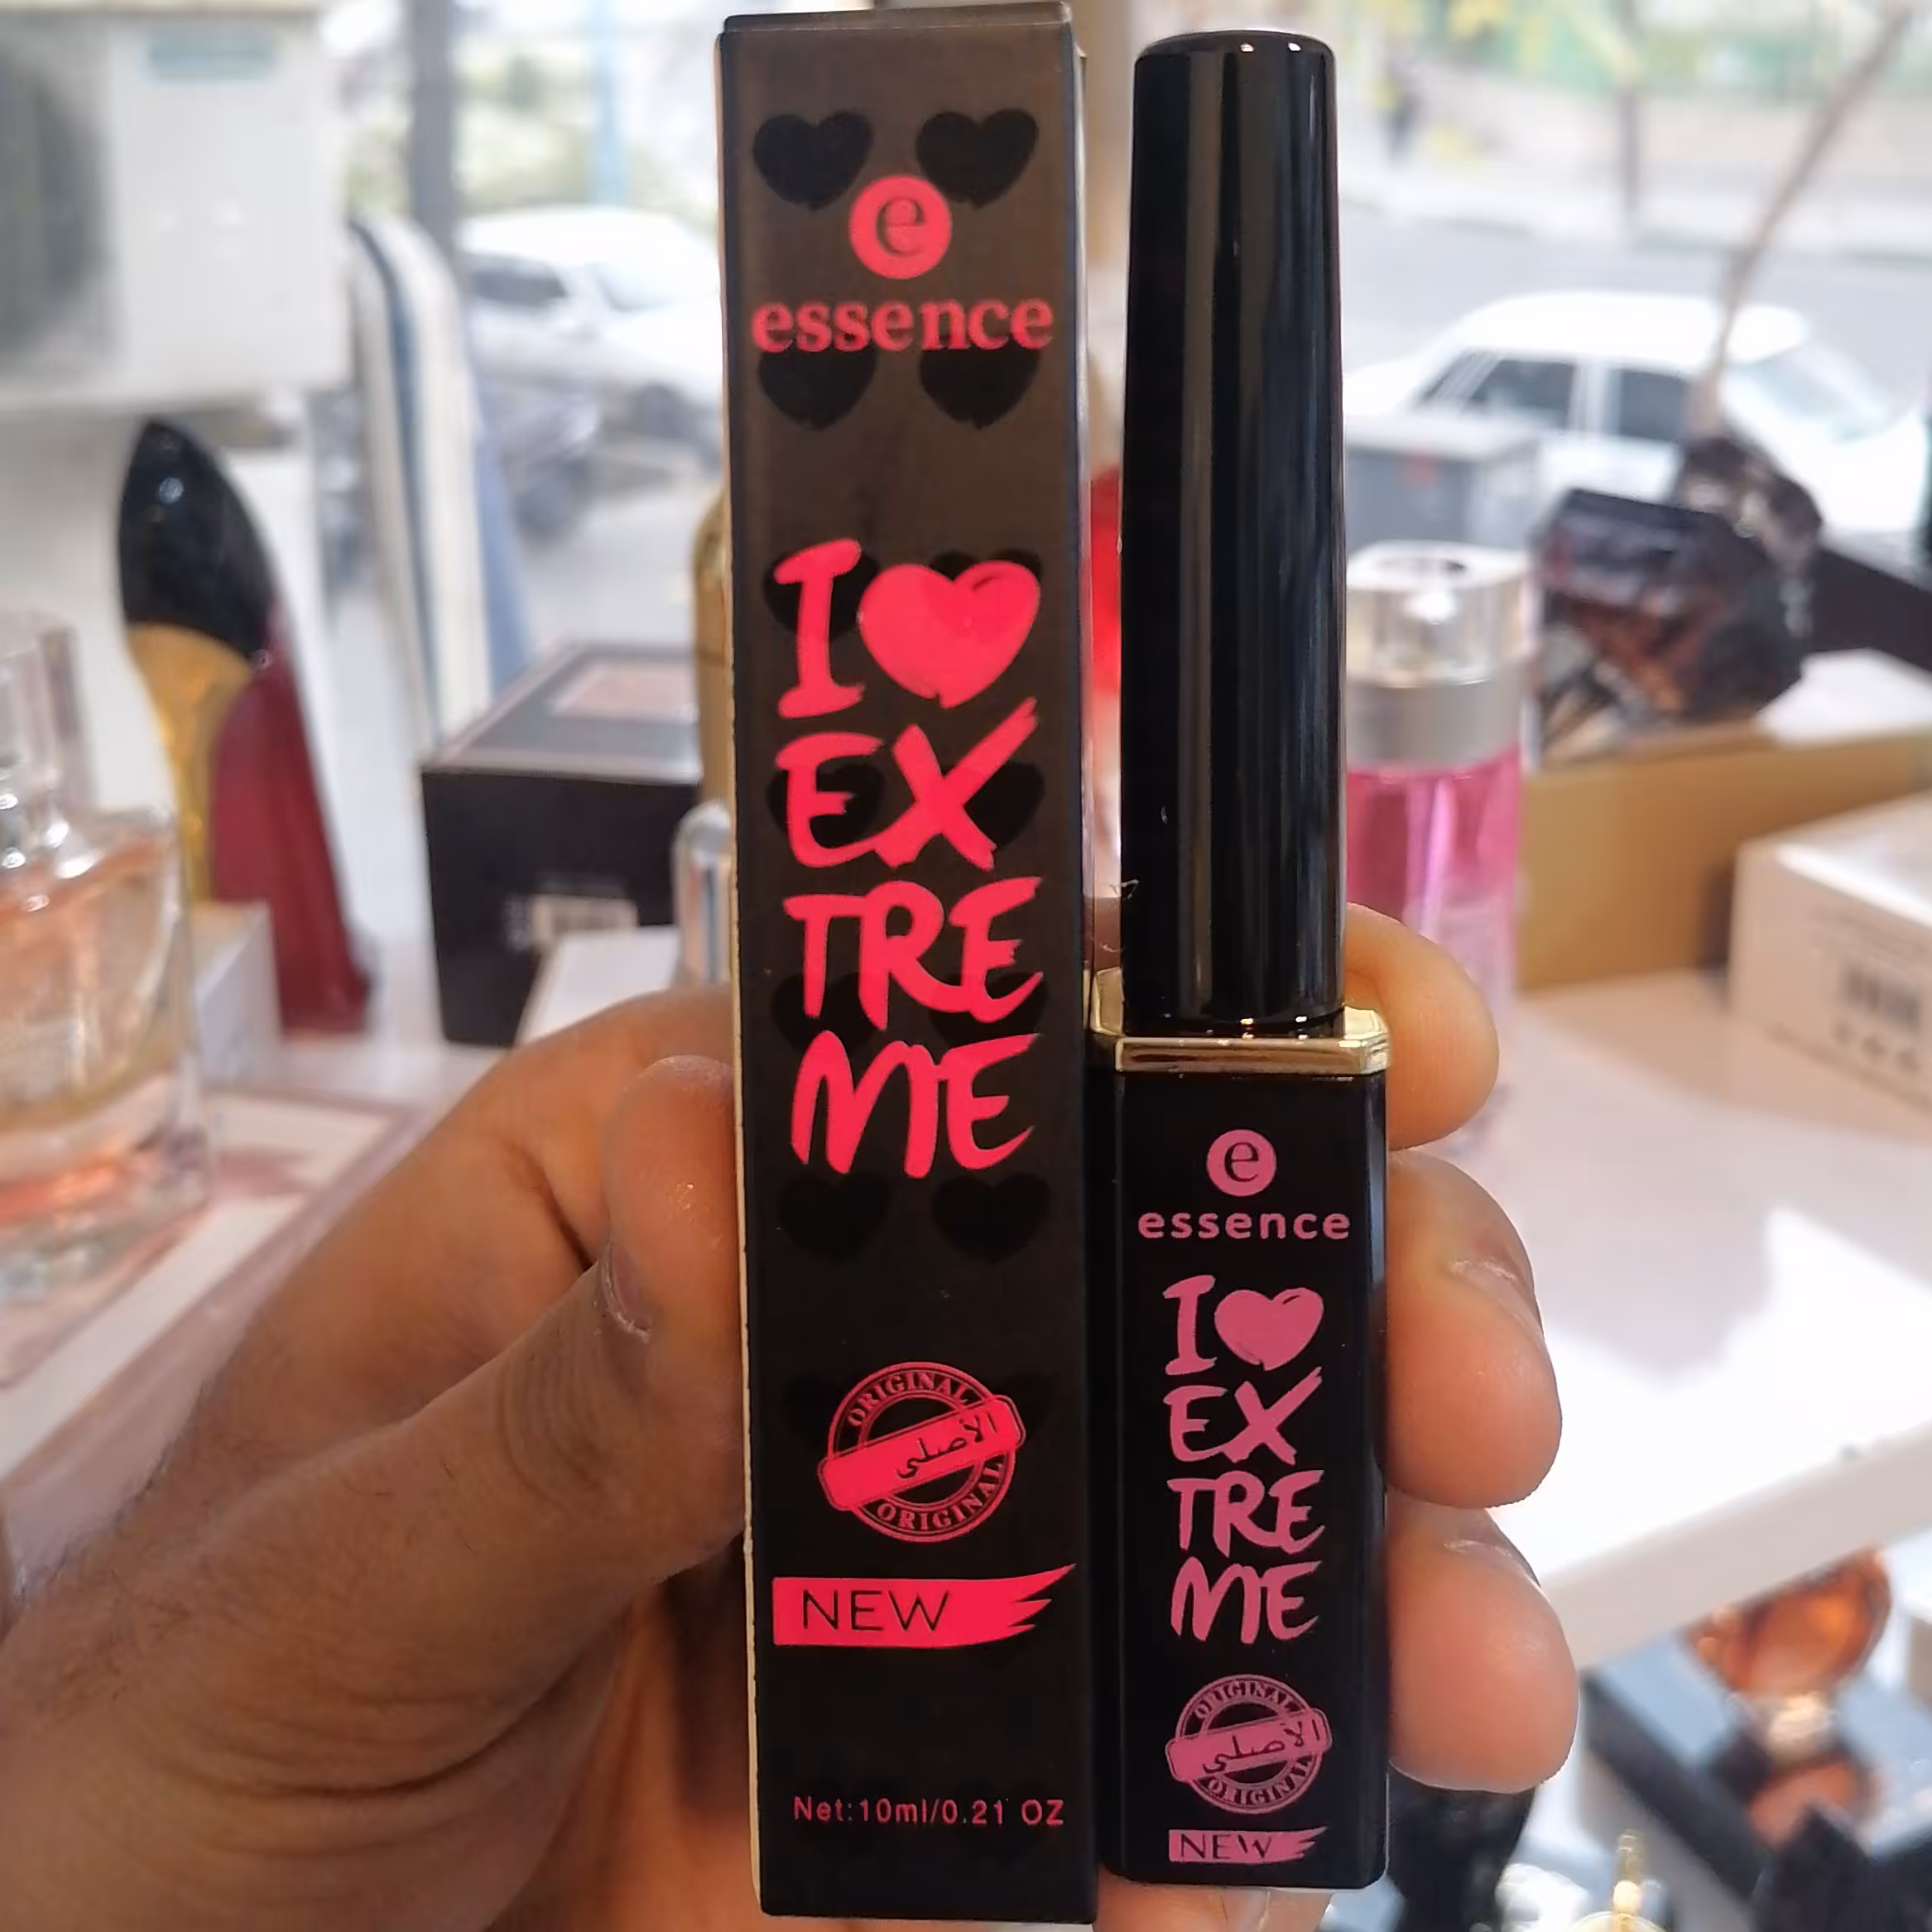 e
essence
I
EX
TRE
ME
ORIGINAL
الأصلي
ORIGINAL
NEW
Net:10ml/0.21 OZ
e
essence
I
EX
TRE
ME
ORIGINAL
الأصلي
ORIGINAL
NEW